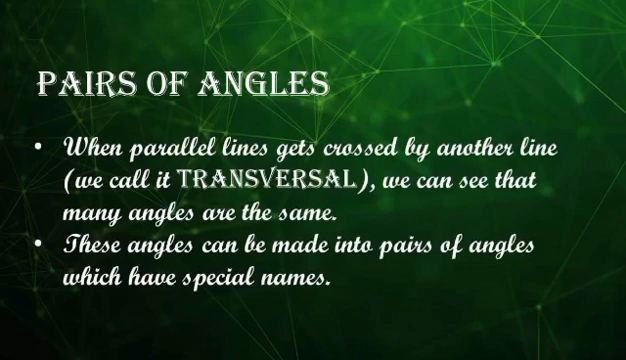 PAIRS OF ANGLES
• When parallel lines gets crossed by another line
(we call it TRANSVERSAL), we can see that
many angles are the same.
• These angles can be made into pairs of angles
which have special names.